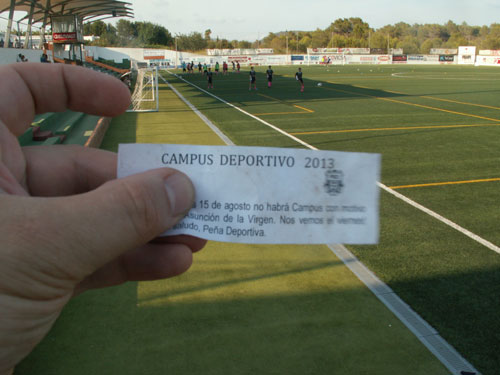 CAMPUS DEPORTIVO 2013
15 de agosto no habrá Campus con motivo
Asunción de la Virgen. Nos vemos el viernes!
aludo, Peña Deportiva.